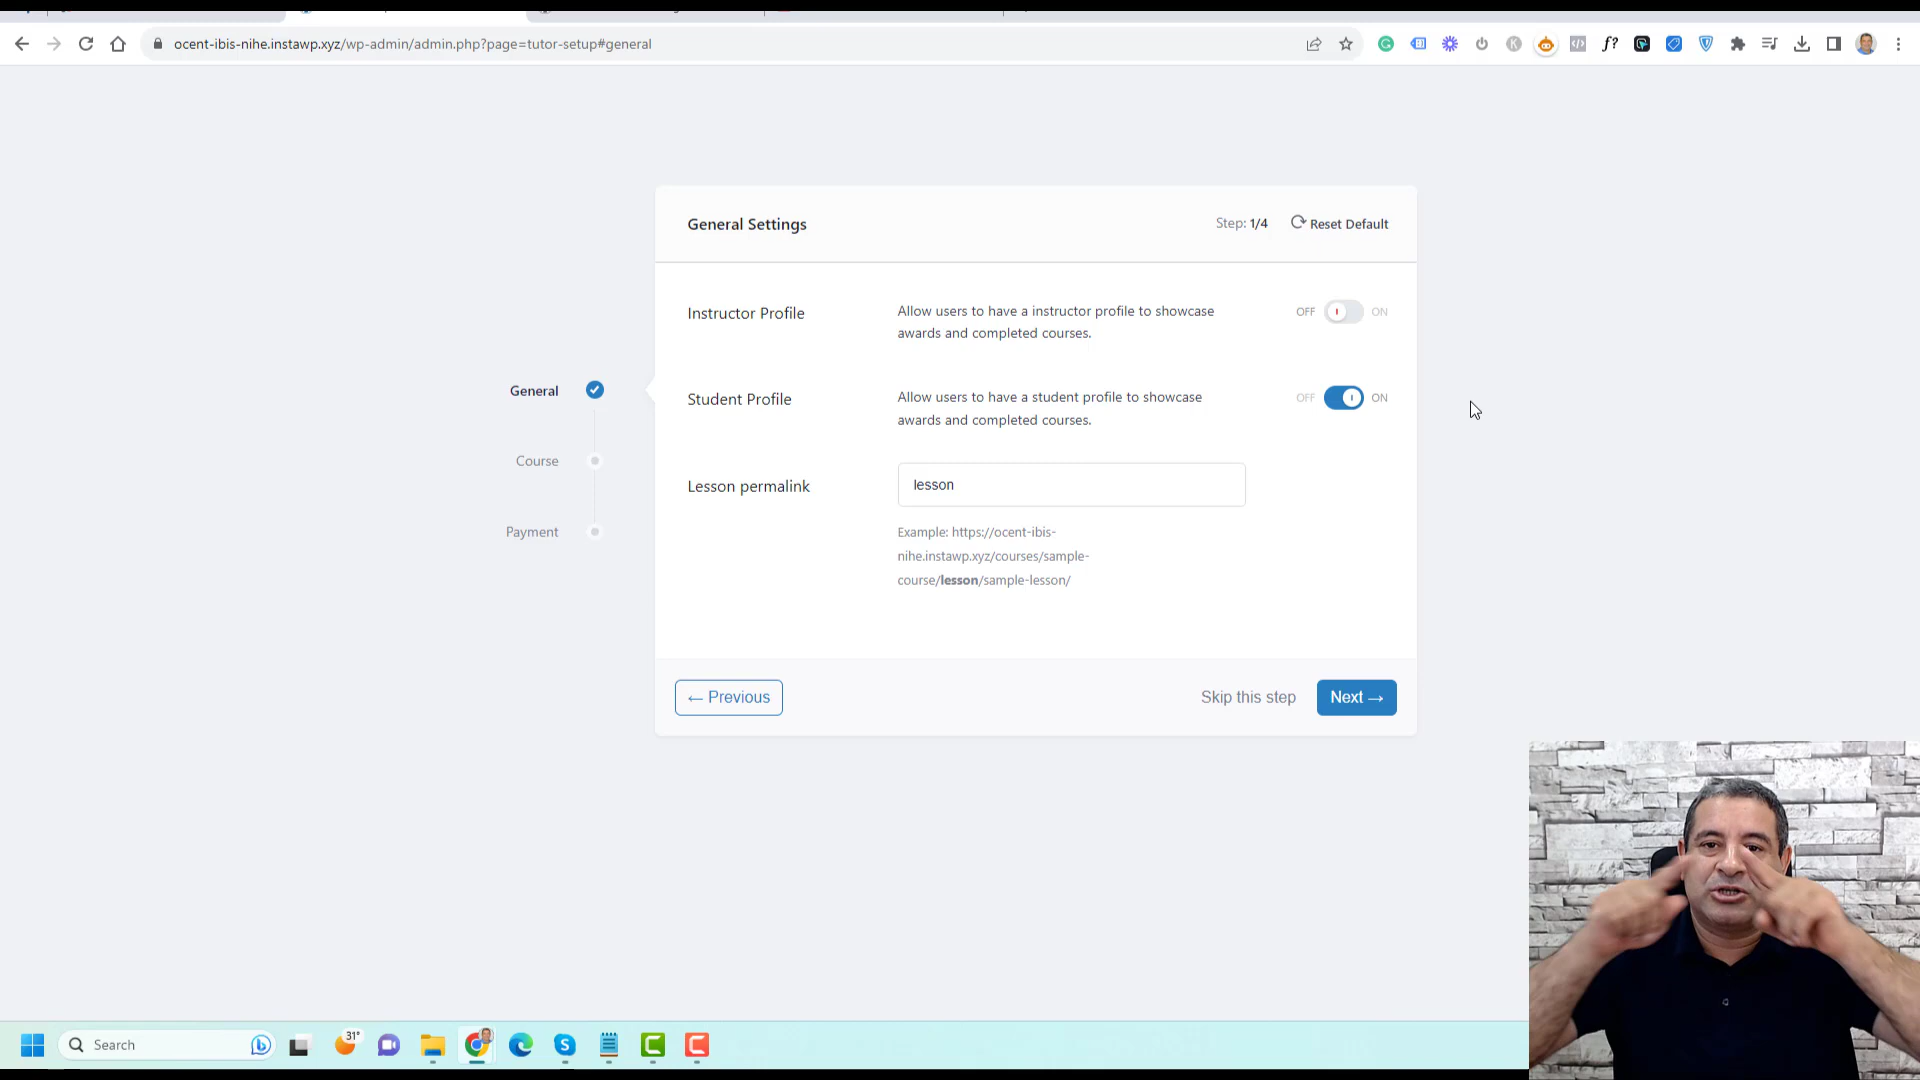 ocent-ibis-nihe.instawp.xyz/wp-admin/admin.php?page=tutor-setup#general
General Settings
Step: 1/4
Reset Default
Instructor Profile
Allow users to have a instructor profile to showcase
awards and completed courses.
OFF
ON
General
Student Profile
Allow users to have a student profile to showcase
awards and completed courses.
OFF
ON
Course
Lesson permalink
lesson
Payment
Example: https://ocent-ibis-
nihe.instawp.xyz/courses/sample-
course/lesson/sample-lesson/
← Previous
Skip this step
Next →
Search
31°